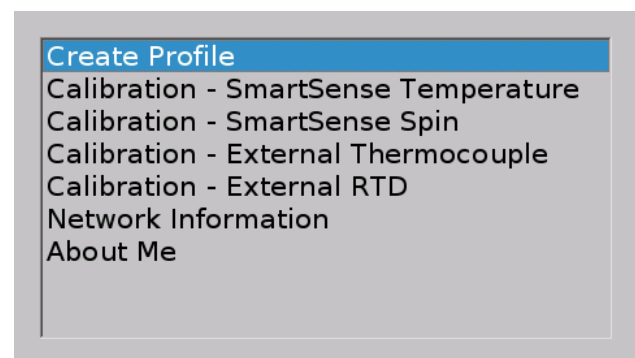 Create Profile
Calibration - SmartSense Temperature
Calibration - SmartSense Spin
Calibration - External Thermocouple
Calibration - External RTD
Network Information
About Me